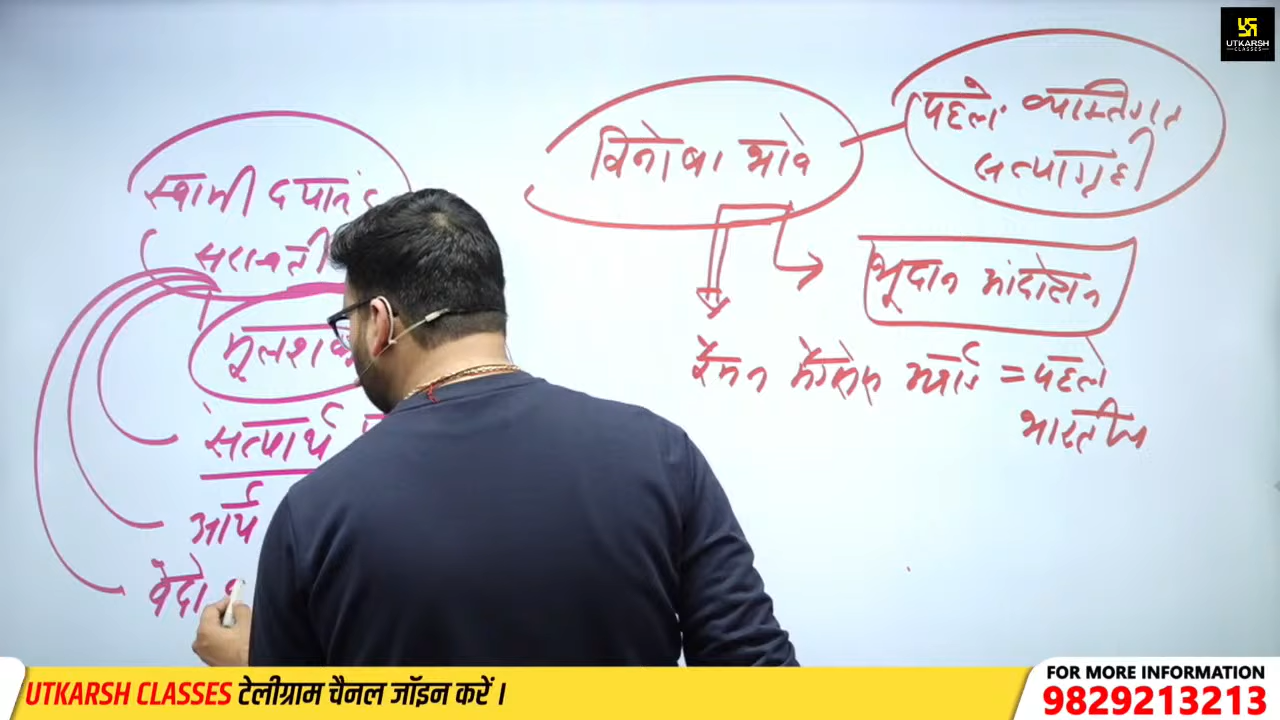 UTKARSH
CLASSES
स्वामी दयानंद
सरस्वती
मूलशंक
सत्यार्थ
आर्य
वेदो
विनोबा भावे
पहले व्यक्तिगत
सत्याग्रही
भूदान आंदोलन
रैमन मैग्सेसे अवार्ड = पहले
भारतीय
UTKARSH CLASSES टेलीग्राम चैनल जॉइन करें ।
FOR MORE INFORMATION
9829213213